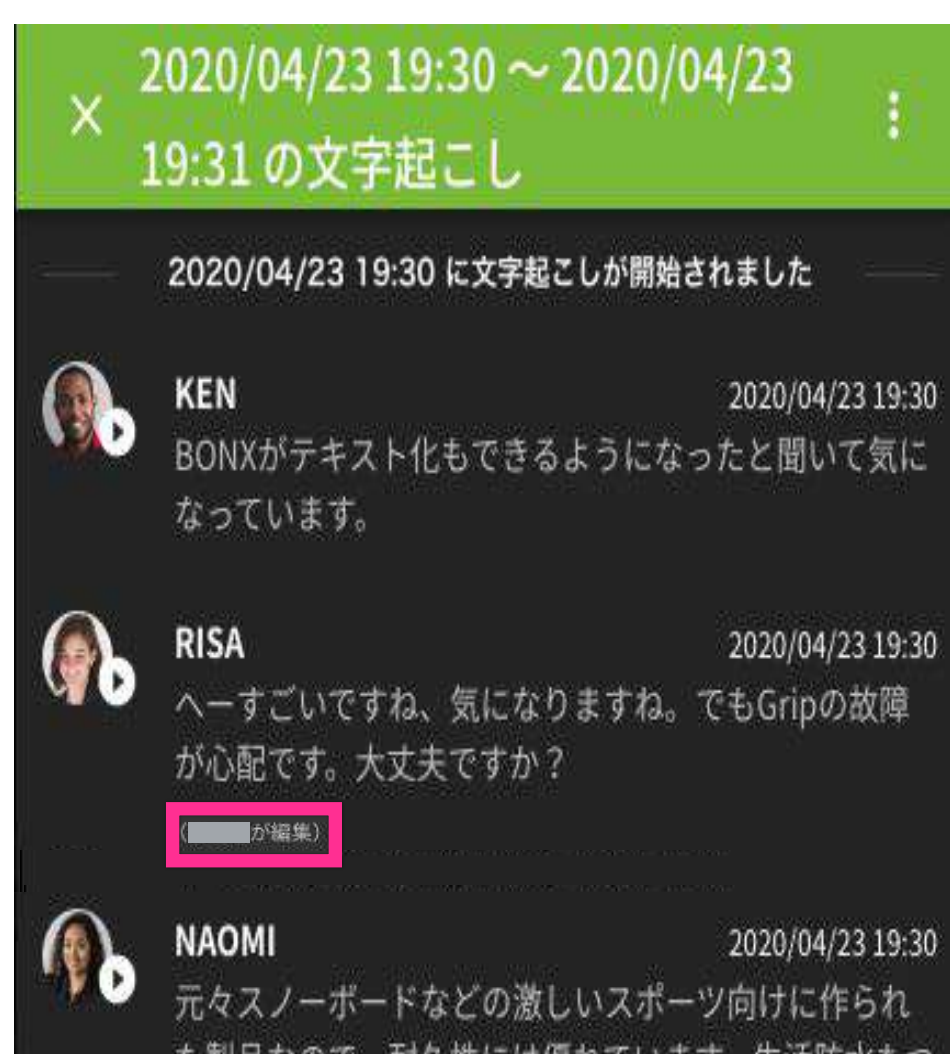 2020/04/23 19:30 ~ 2020/04/23
19:31 の文字起こし
2020/04/23 19:30 に文字起こしが開始されました
KEN
2020/04/23 19:30
BONXがテキスト化もできるようになったと聞いて気に
なっています。
RISA
2020/04/23 19:30
へーすごいですね、気になりますね。でもGripの故障
が心配です。大丈夫ですか？
（が編集）
NAOMI
2020/04/23 19:30
元々スノーボードなどの激しいスポーツ向けに作られ